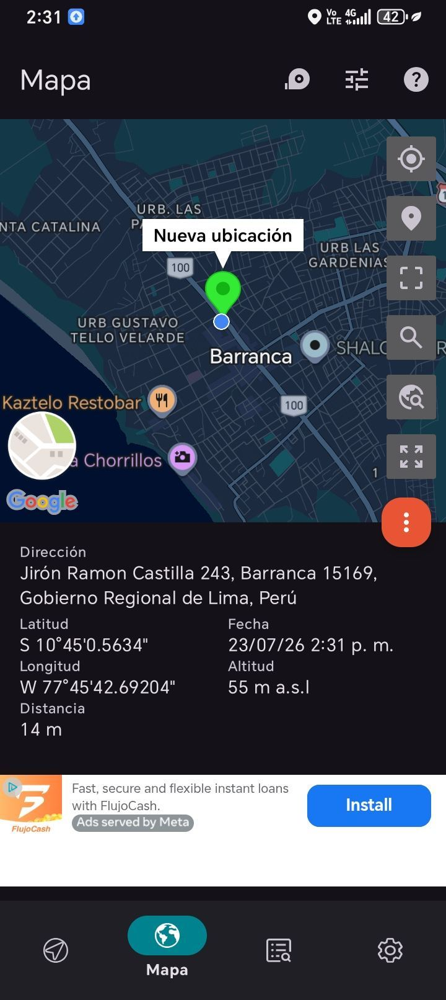 2:31
Vo LTE 4G 42
Mapa
URB. LAS
NTA CATALINA
Nueva ubicación
URB LAS
GARDENIAS
100
URB GUSTAVO
TELLO VELARDE
Barranca
SHALO
Kaztelo Restobar
100
a Chorrillos
1
Google
Dirección
Jirón Ramon Castilla 243, Barranca 15169,
Gobierno Regional de Lima, Perú
Latitud
Fecha
S 10°45'0.5634"
23/07/26 2:31 p. m.
Longitud
Altitud
W 77°45'42.69204"
55 m a.s.l
Distancia
14 m
Fast, secure and flexible instant loans
with FlujoCash.
Install
Ads served by Meta
FlujoCash
Mapa